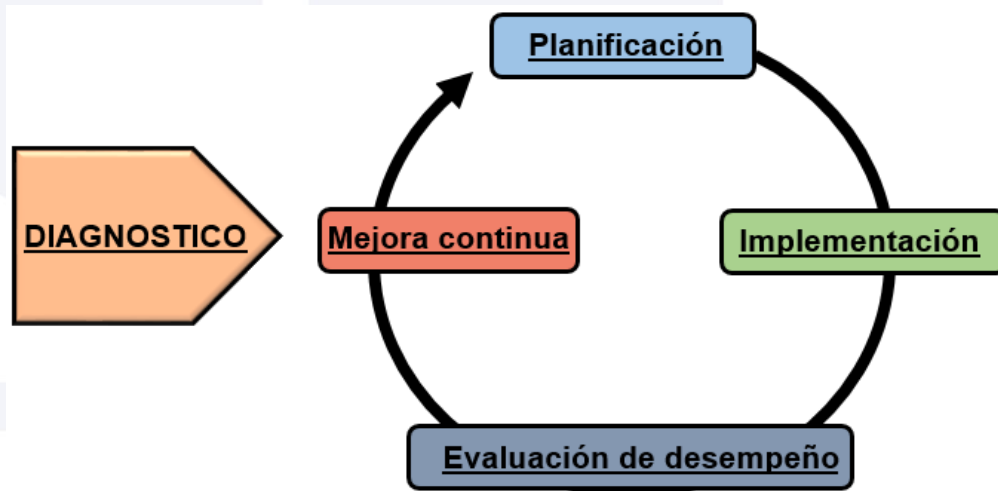 Planificación
DIAGNOSTICO
Mejora continua
Implementación
Evaluación de desempeño